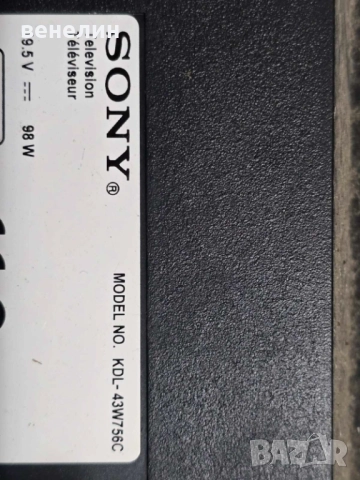 венелин
SONY®
Television
Téléviseur
9.5 V ⎓ 98 W
MODEL NO. KDL-43W756C
BAZAR